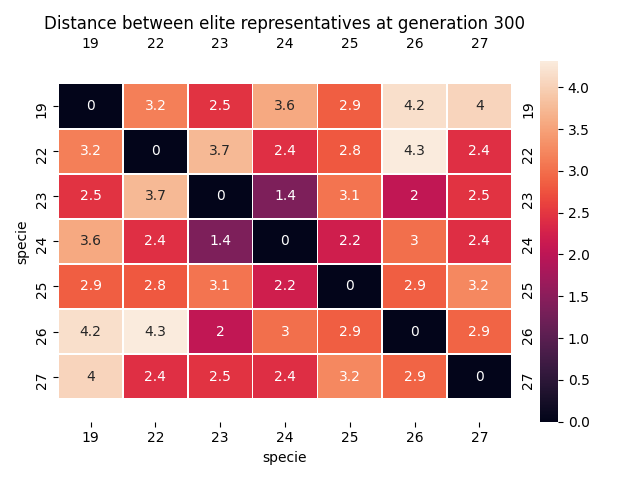 Distance between elite representatives at generation 300
19 22 23 24 25 26 27
19 0 3.2 2.5 3.6 2.9 4.2 4 19
22 3.2 0 3.7 2.4 2.8 4.3 2.4 22
23 2.5 3.7 0 1.4 3.1 2 2.5 23
24 3.6 2.4 1.4 0 2.2 3 2.4 24
25 2.9 2.8 3.1 2.2 0 2.9 3.2 25
26 4.2 4.3 2 3 2.9 0 2.9 26
27 4 2.4 2.5 2.4 3.2 2.9 0 27
19 22 23 24 25 26 27
specie
specie
4.0
3.5
3.0
2.5
2.0
1.5
1.0
0.5
0.0